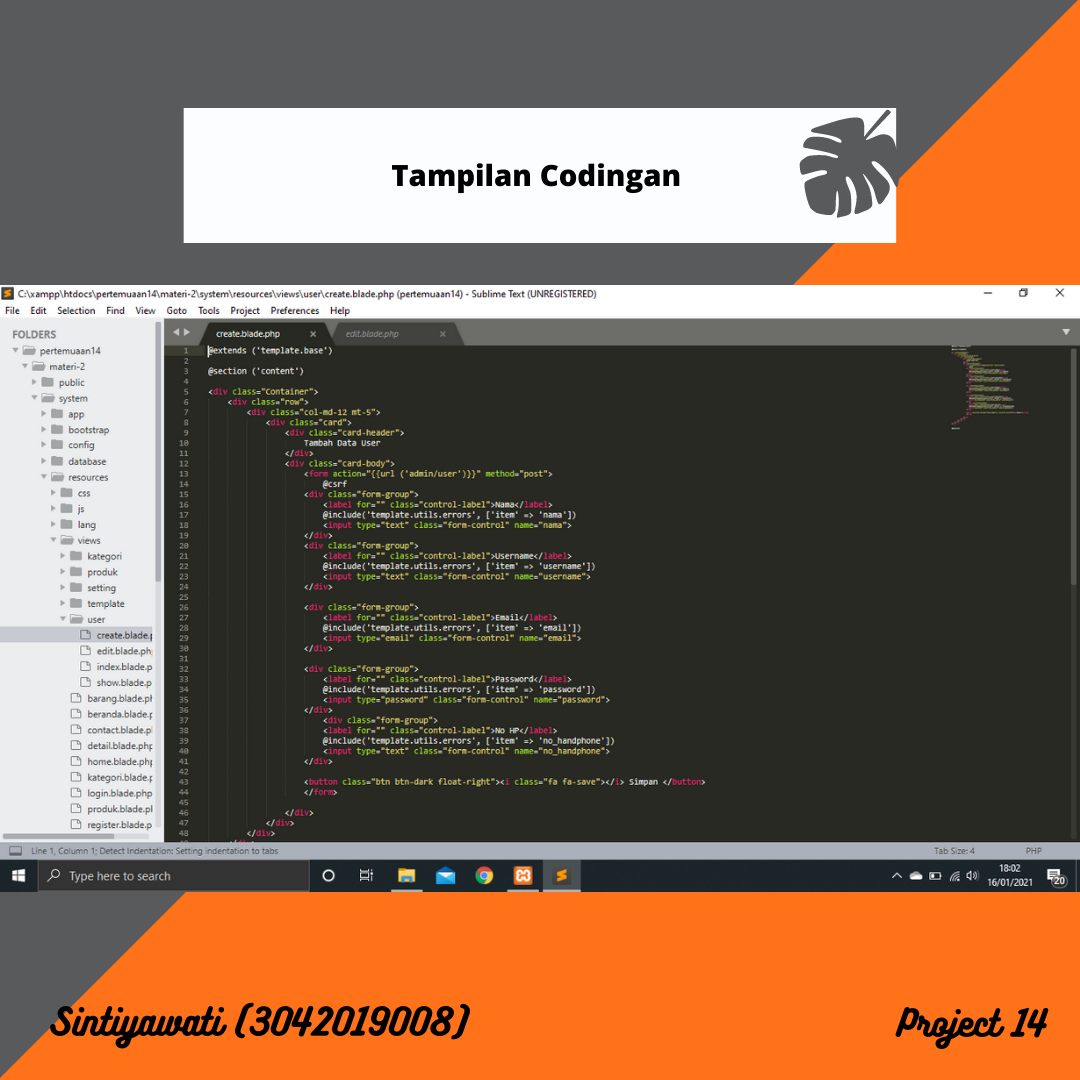 Tampilan Codingan
C:\xampp\htdocs\pertemuaan14\materi-2\system\resources\views\user\create.blade.php (pertemuaan14) - Sublime Text (UNREGISTERED)
File Edit Selection Find View Goto Tools Project Preferences Help
FOLDERS
pertemuaan14
materi-2
public
system
app
bootstrap
config
database
resources
css
js
lang
views
kategori
produk
setting
template
user
create.blade.p
edit.blade.ph
index.blade.p
show.blade.p
barang.blade.ph
beranda.blade.p
contact.blade.pl
detail.blade.php
home.blade.php
kategori.blade.p
login.blade.php
produk.blade.pl
register.blade.p
create.blade.php edit.blade.php
1 @extends ('template.base')
2
3 @section ('content')
4
5 <div class="Container">
6 <div class="row">
7 <div class="col-md-12 mt-5">
8 <div class="card">
9 <div class="card-header">
10 Tambah Data User
11 </div>
12 <div class="card-body">
13 <form action="{{url ('admin/user')}}" method="post">
14 @csrf
15 <div class="form-group">
16 <label for="" class="control-label">Nama</label>
17 @include('template.utils.errors', ['item' => 'nama'])
18 <input type="text" class="form-control" name="nama">
19 </div>
20 <div class="form-group">
21 <label for="" class="control-label">Username</label>
22 @include('template.utils.errors', ['item' => 'username'])
23 <input type="text" class="form-control" name="username">
24 </div>
25
26 <div class="form-group">
27 <label for="" class="control-label">Email</label>
28 @include('template.utils.errors', ['item' => 'email'])
29 <input type="email" class="form-control" name="email">
30 </div>
31
32 <div class="form-group">
33 <label for="" class="control-label">Password</label>
34 @include('template.utils.errors', ['item' => 'password'])
35 <input type="password" class="form-control" name="password">
36 </div>
37 <div class="form-group">
38 <label for="" class="control-label">No HP</label>
39 @include('template.utils.errors', ['item' => 'no_handphone'])
40 <input type="text" class="form-control" name="no_handphone">
41 </div>
42
43 <button class="btn btn-dark float-right"><i class="fa fa-save"></i> Simpan </button>
44 </form>
45
46 </div>
47 </div>
48 </div>
Line 1, Column 1; Detect Indentation: Setting indentation to tabs Tab Size: 4 PHP
Type here to search
18:02
16/01/2021
20
Sintiyawati (3042019008)
Project 14